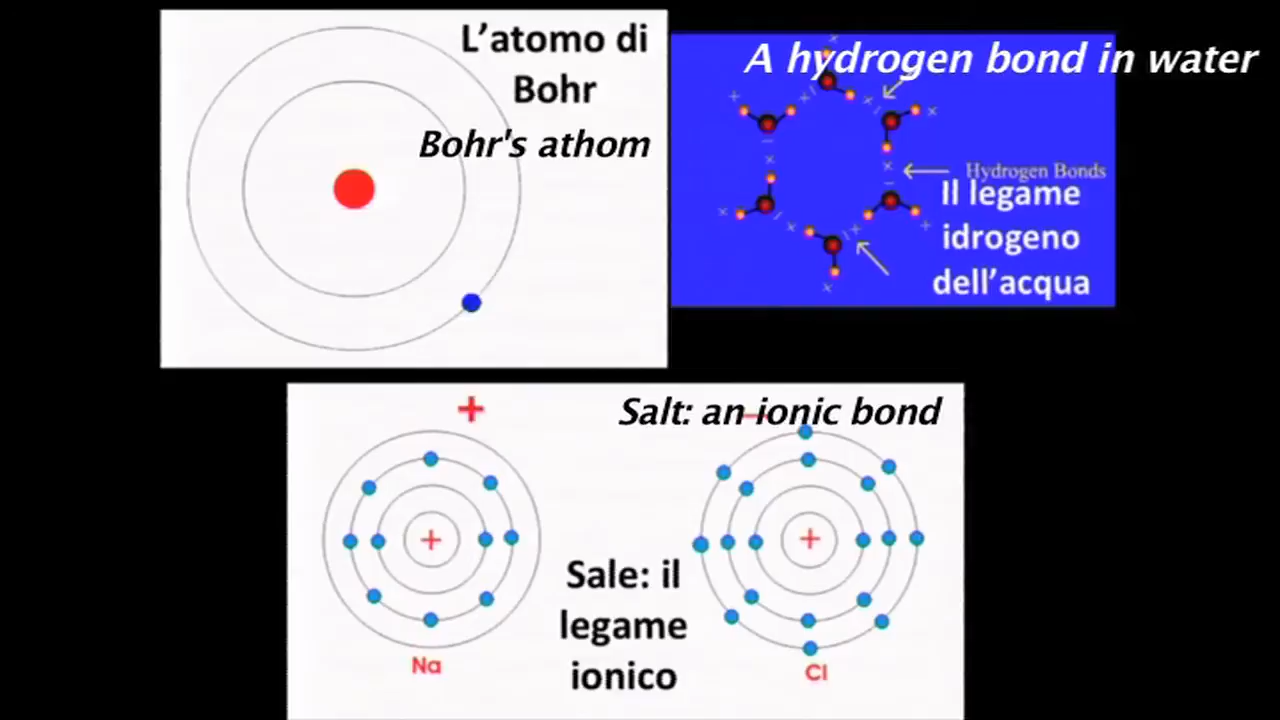 L’atomo di
Bohr
Bohr's athom
A hydrogen bond in water
Hydrogen Bonds
Il legame
idrogeno
dell’acqua
+
−
Salt: an ionic bond
+
+
Sale: il
legame
ionico
Na
Cl